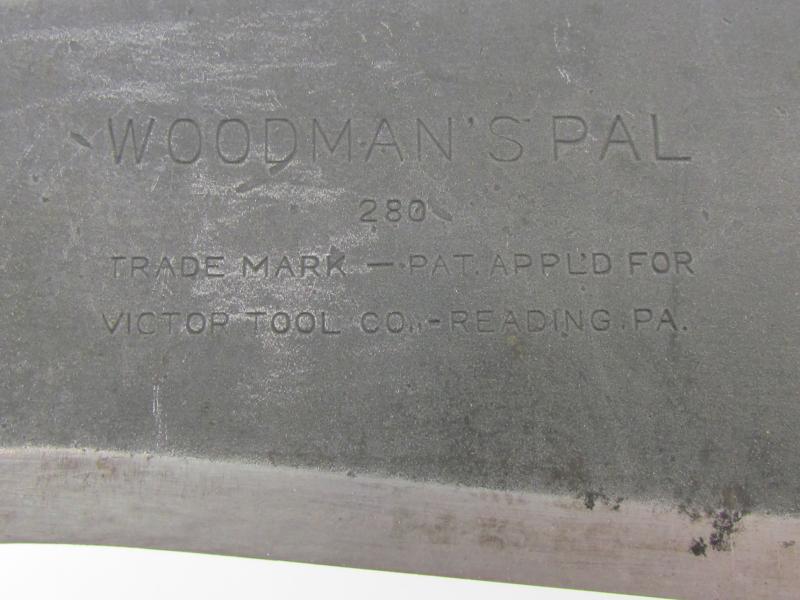 WOODMAN'S PAL
280
TRADE MARK — PAT. APPL'D FOR
VICTOR TOOL CO. - READING, PA.